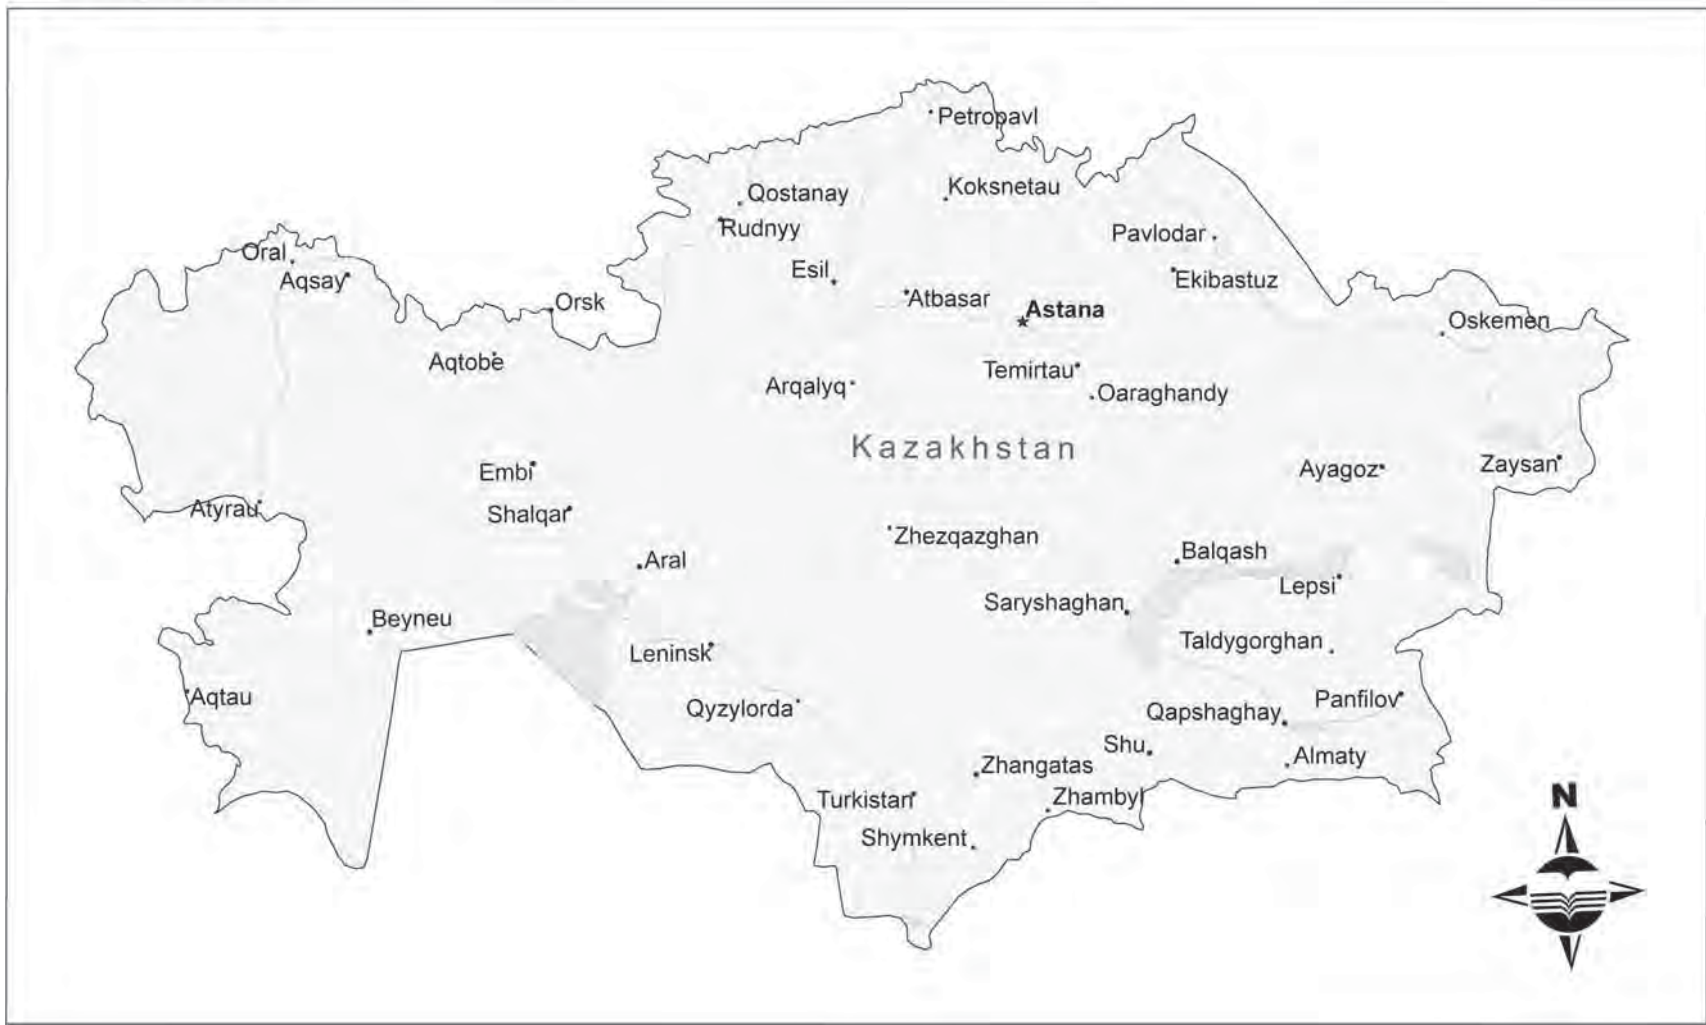 Petropavl
Qostanay
Koksnetau
Rudnyy
Pavlodar
Oral
Esil
Aqsay
Ekibastuz
Orsk
Atbasar
Astana
Oskemen
Aqtobe
Temirtau
Arqalyq
Oaraghandy
Kazakhstan
Embi
Ayagoz
Zaysan
Atyrau
Shalqar
Zhezqazghan
Balqash
Aral
Lepsi
Saryshaghan
Beyneu
Taldygorghan
Leninsk
Aqtau
Panfilov
Qyzylorda
Qapshaghay
Shu
Almaty
Zhangatas
Turkistan
Zhambyl
N
Shymkent